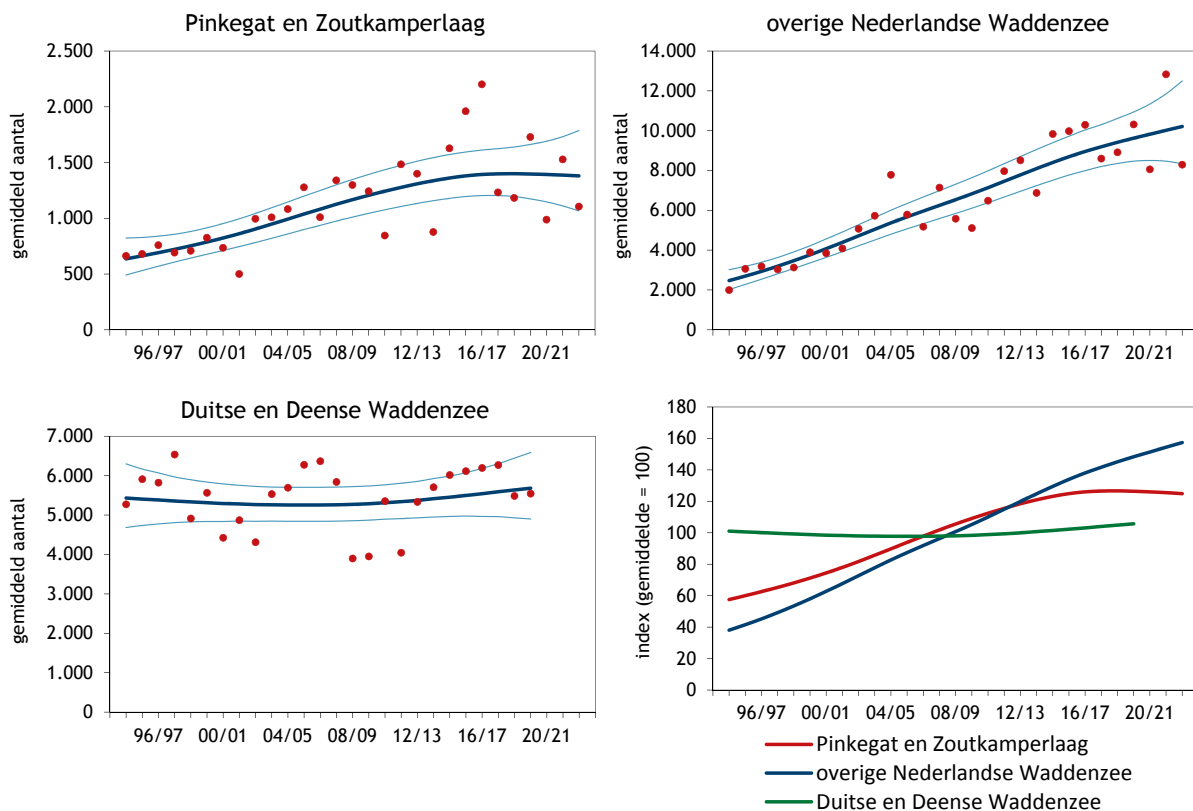 Pinkegat en Zoutkamperlaag
gemiddeld aantal
2.500
2.000
1.500
1.000
500
0
96/97 00/01 04/05 08/09 12/13 16/17 20/21
overige Nederlandse Waddenzee
gemiddeld aantal
14.000
12.000
10.000
8.000
6.000
4.000
2.000
0
96/97 00/01 04/05 08/09 12/13 16/17 20/21
Duitse en Deense Waddenzee
gemiddeld aantal
7.000
6.000
5.000
4.000
3.000
2.000
1.000
0
96/97 00/01 04/05 08/09 12/13 16/17 20/21
index (gemiddelde = 100)
180
160
140
120
100
80
60
40
20
0
96/97 00/01 04/05 08/09 12/13 16/17 20/21
Pinkegat en Zoutkamperlaag
overige Nederlandse Waddenzee
Duitse en Deense Waddenzee